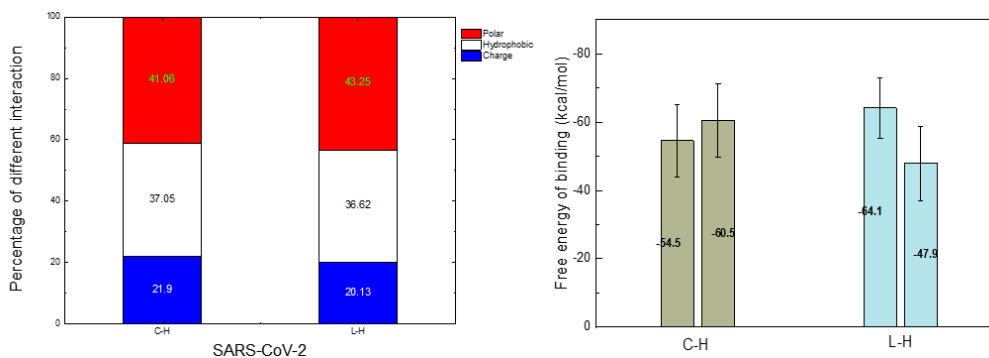 Percentage of different interaction
100
80
60
40
20
0
41.06
37.05
21.9
43.25
36.62
20.13
C-H
L-H
SARS-CoV-2
Polar
Hydrophobic
Charge
Free energy of binding (kcal/mol)
-80
-60
-40
-20
0
-54.5
-60.5
-64.1
-47.9
C-H
L-H